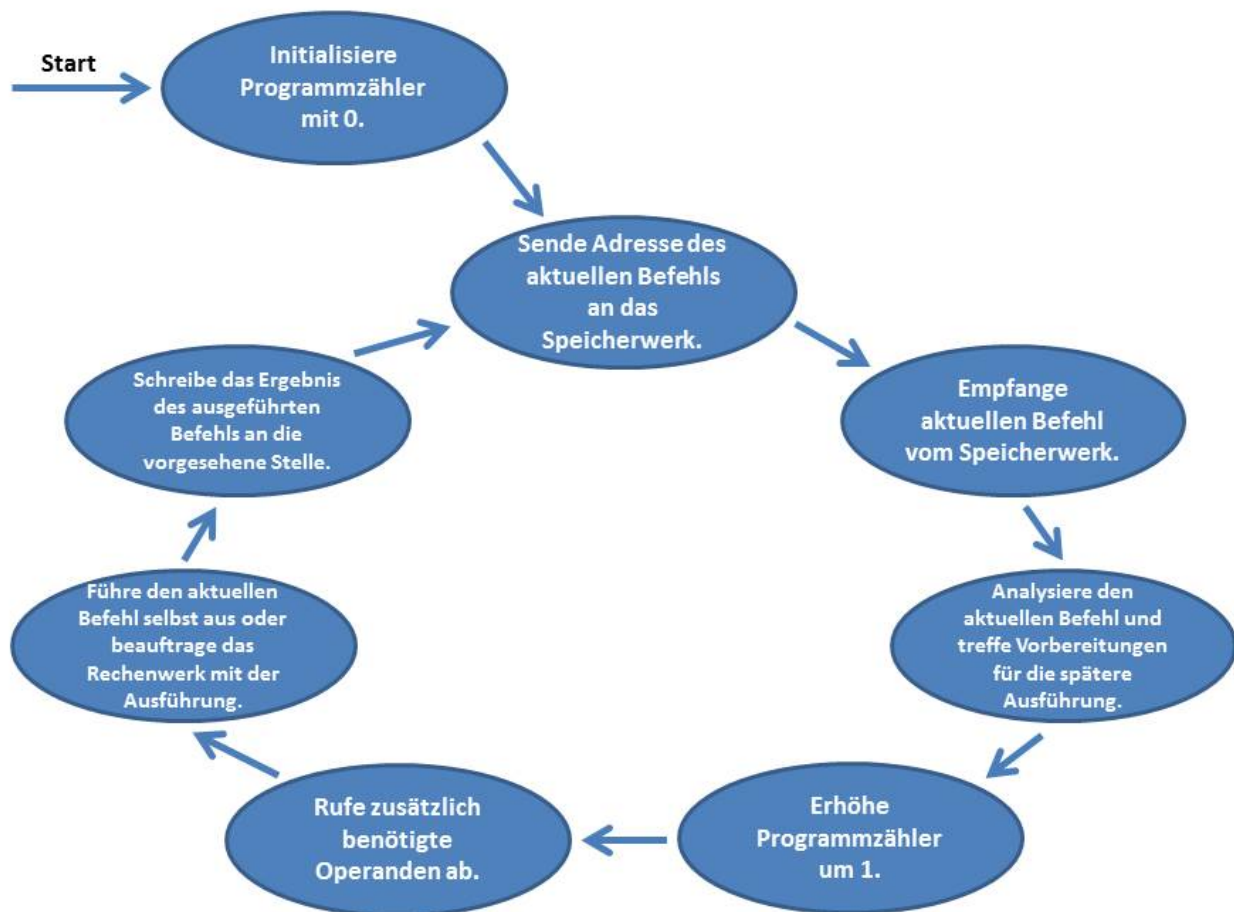 Start
Initialisiere
Programmzähler
mit 0.
Sende Adresse des
aktuellen Befehls
an das
Speicherwerk.
Empfange
aktuellen Befehl
vom Speicherwerk.
Analysiere den
aktuellen Befehl und
treffe Vorbereitungen
für die spätere
Ausführung.
Erhöhe
Programmzähler
um 1.
Rufe zusätzlich
benötigte
Operanden ab.
Führe den aktuellen
Befehl selbst aus oder
beauftrage das
Rechenwerk mit der
Ausführung.
Schreibe das Ergebnis
des ausgeführten
Befehls an die
vorgesehene Stelle.